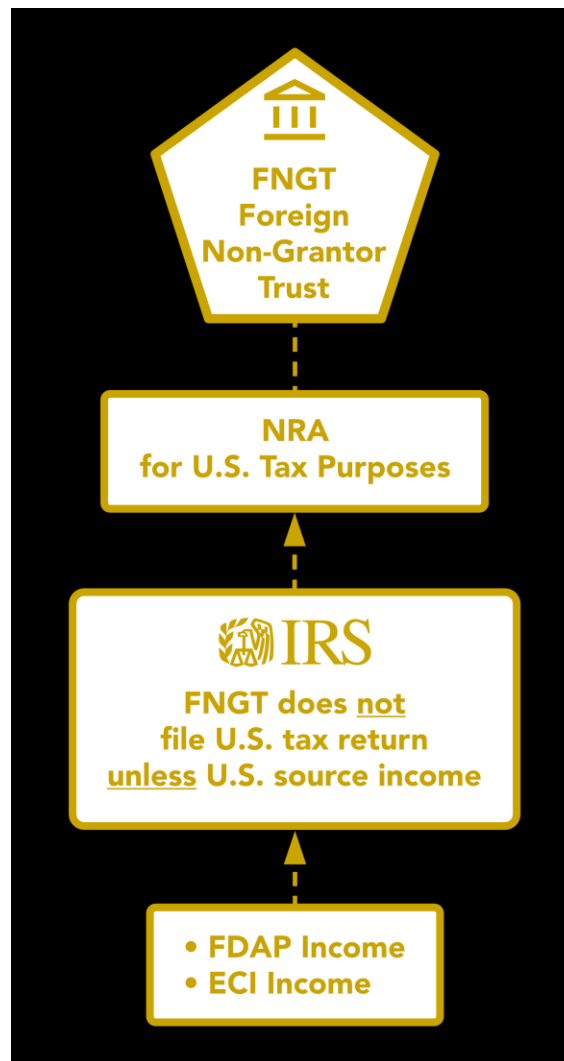 FNGT
Foreign
Non-Grantor
Trust
NRA
for U.S. Tax Purposes
IRS
FNGT does not
file U.S. tax return
unless U.S. source income
• FDAP Income
• ECI Income